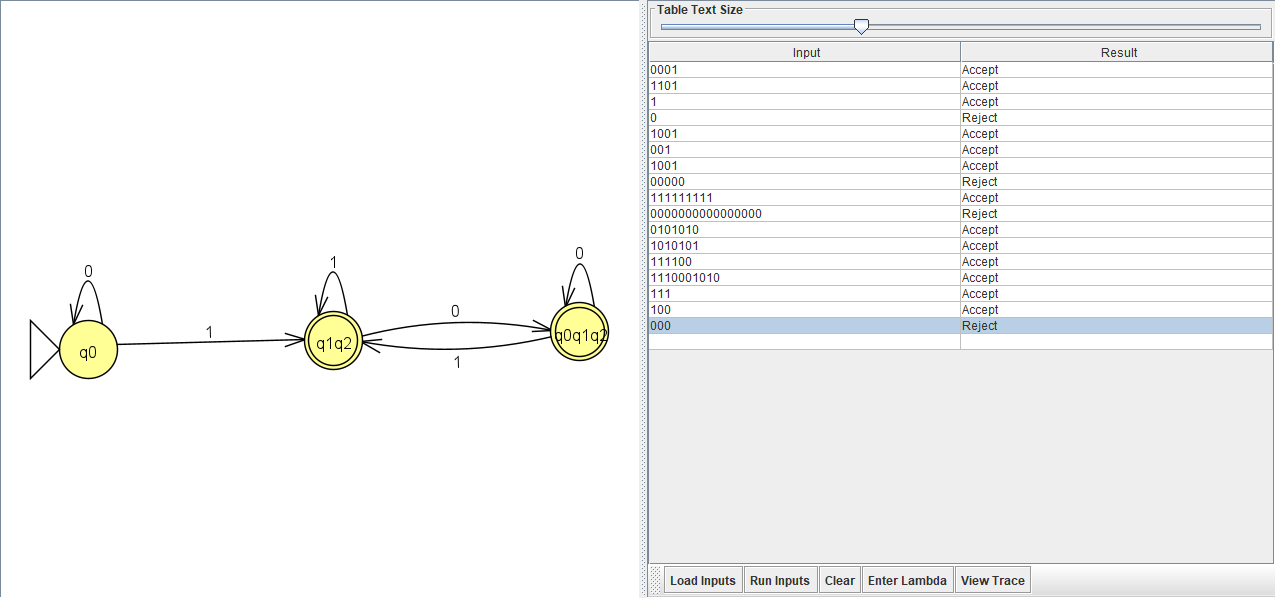 Table Text Size
Input Result
0001 Accept
1101 Accept
1 Accept
0 Reject
1001 Accept
001 Accept
1001 Accept
00000 Reject
111111111 Accept
0000000000000000 Reject
0101010 Accept
1010101 Accept
111100 Accept
1110001010 Accept
111 Accept
100 Accept
000 Reject
Load Inputs Run Inputs Clear Enter Lambda View Trace
0
1
0
1
0
1
q0
q1q2
q0q1q2